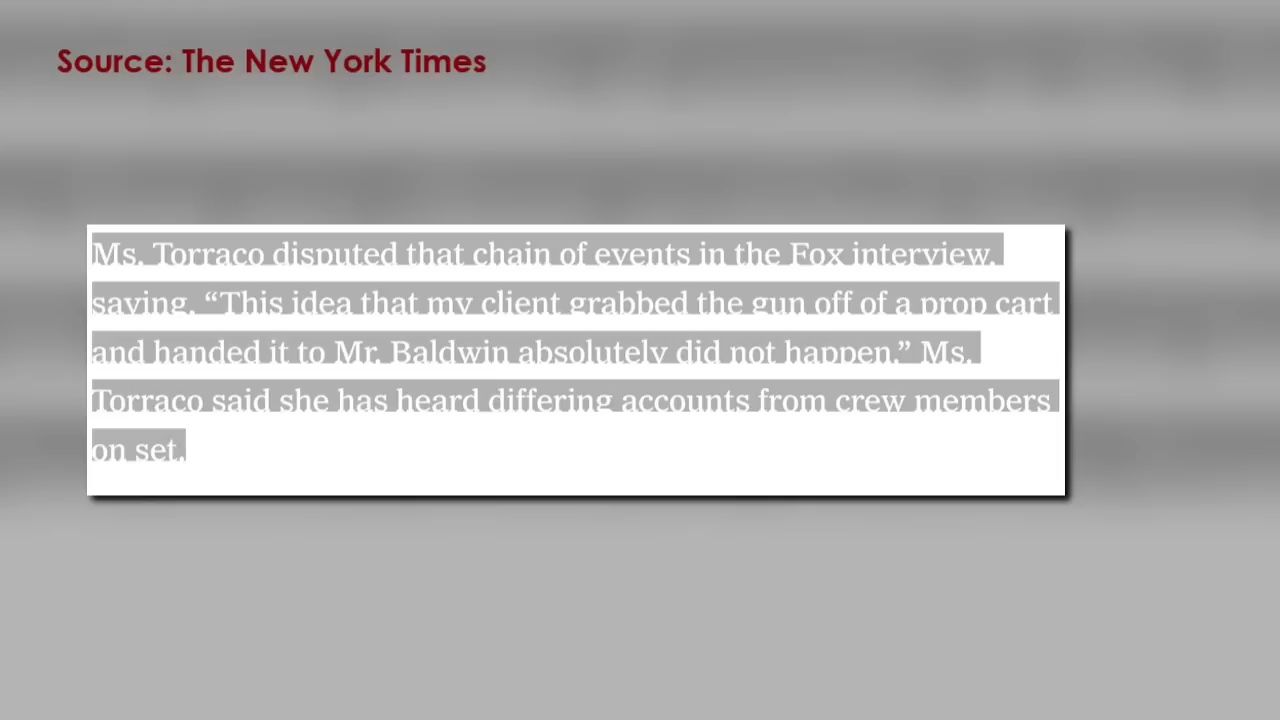 Source: The New York Times
Ms. Torraco disputed that chain of events in the Fox interview,
saying, “This idea that my client grabbed the gun off of a prop cart
and handed it to Mr. Baldwin absolutely did not happen.” Ms.
Torraco said she has heard differing accounts from crew members
on set.